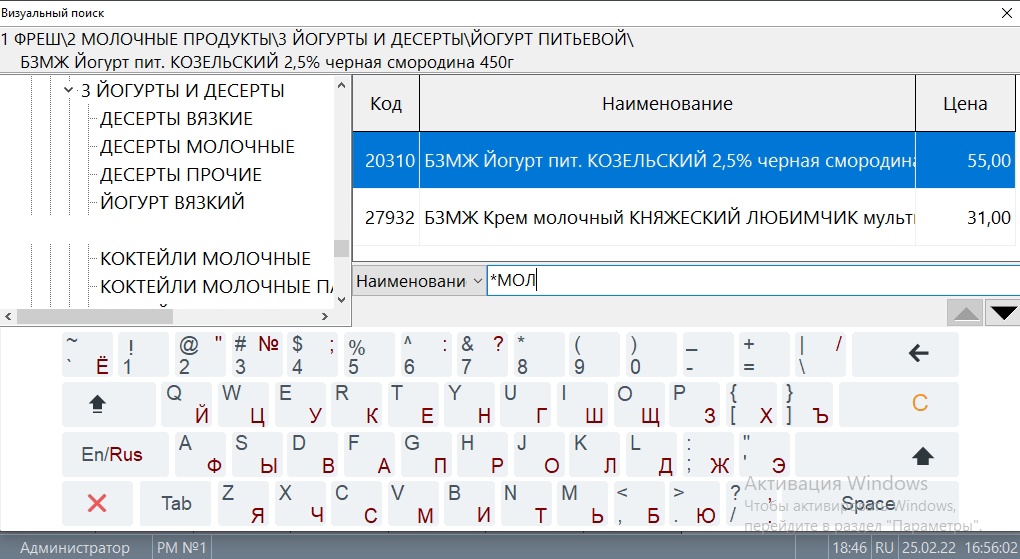 Визуальный поиск
1 ФРЕШ\2 МОЛОЧНЫЕ ПРОДУКТЫ\3 ЙОГУРТЫ И ДЕСЕРТЫ\ЙОГУРТ ПИТЬЕВОЙ\
БЗМЖ Йогурт пит. КОЗЕЛЬСКИЙ 2,5% черная смородина 450г
3 ЙОГУРТЫ И ДЕСЕРТЫ
ДЕСЕРТЫ ВЯЗКИЕ
ДЕСЕРТЫ МОЛОЧНЫЕ
ДЕСЕРТЫ ПРОЧИЕ
ЙОГУРТ ВЯЗКИЙ
КОКТЕЙЛИ МОЛОЧНЫЕ
КОКТЕЙЛИ МОЛОЧНЫЕ ПА
Код Наименование Цена
20310 БЗМЖ Йогурт пит. КОЗЕЛЬСКИЙ 2,5% черная смородина 55,00
27932 БЗМЖ Крем молочный КНЯЖЕСКИЙ ЛЮБИМЧИК мульти 31,00
Наименовани *МОЛ
~ ` Ё ! 1 @ " 2 # № 3 $ ; 4 % 5 ^ : 6 & ? 7 * 8 ( 9 ) 0 _ - + = | / \
Q Й W Ц E У R К T Е Y Н U Г I Ш O Щ P З { [ Х } ] Ъ C
En/Rus A Ф S Ы D В F А G П H Р J О K Л L Д : ; Ж " ' Э
Tab Z Я X Ч C С V М B И N Т M Ь < , Б > . Ю ? / , Space
Активация Windows
Чтобы активировать Windows,
перейдите в раздел "Параметры".
Администратор РМ №1 18:46 RU 25.02.22 16:56:02